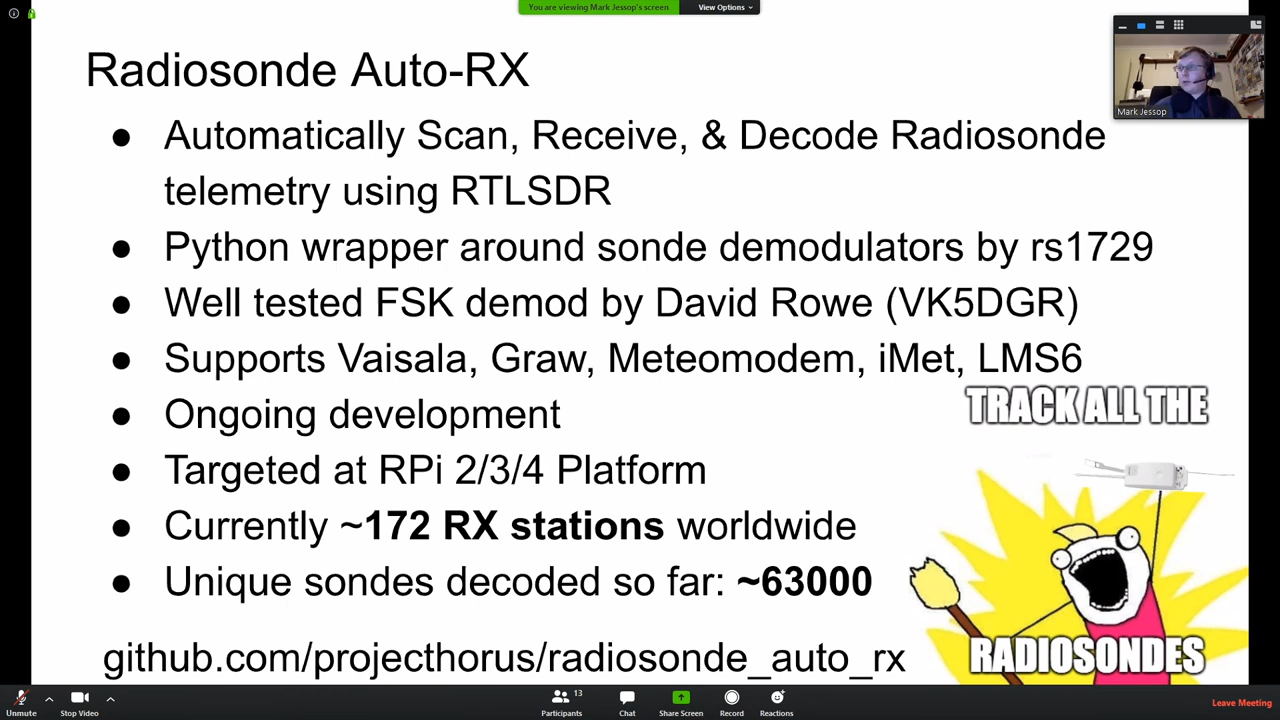 You are viewing Mark Jessop's screen
View Options
Radiosonde Auto-RX
● Automatically Scan, Receive, & Decode Radiosonde
telemetry using RTLSDR
● Python wrapper around sonde demodulators by rs1729
● Well tested FSK demod by David Rowe (VK5DGR)
● Supports Vaisala, Graw, Meteomodem, iMet, LMS6
● Ongoing development
● Targeted at RPi 2/3/4 Platform
● Currently ~172 RX stations worldwide
● Unique sondes decoded so far: ~63000
github.com/projecthorus/radiosonde_auto_rx
Mark Jessop
TRACK ALL THE
RADIOSONDES
Unmute
Stop Video
Participants
13
Chat
Share Screen
Record
Reactions
Leave Meeting